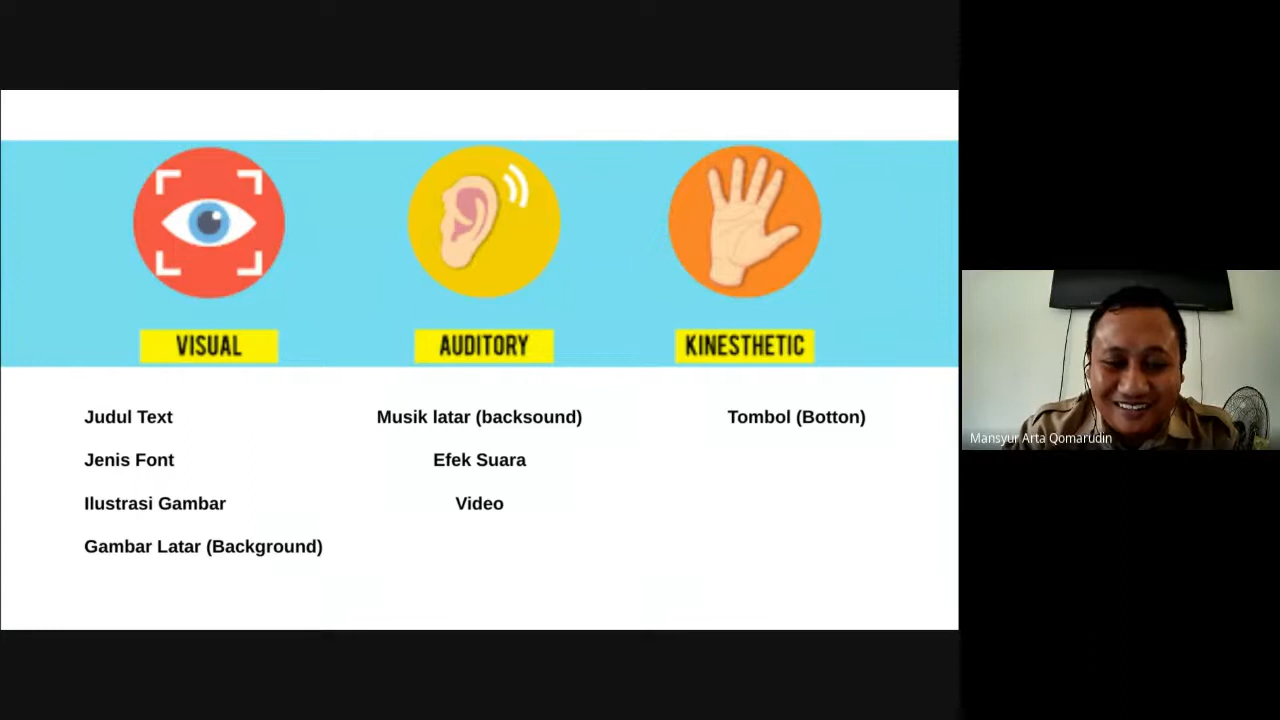 VISUAL
AUDITORY
KINESTHETIC
Judul Text
Musik latar (backsound)
Tombol (Botton)
Jenis Font
Efek Suara
Ilustrasi Gambar
Video
Gambar Latar (Background)
Mansyur Arta Qomarudin